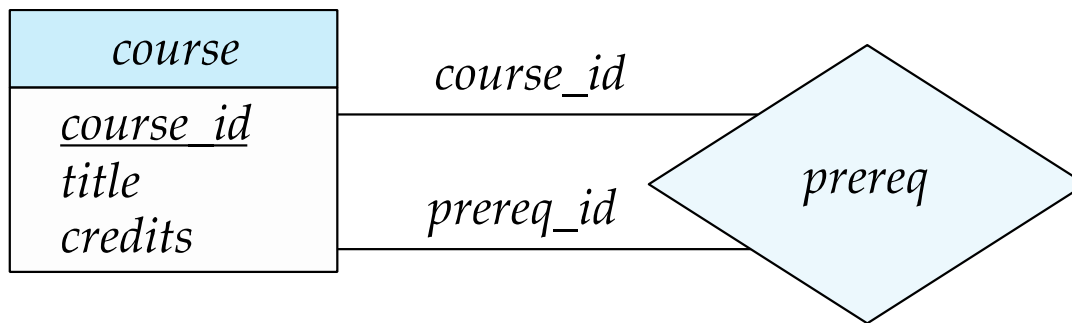 course
course_id
title
credits
course_id
prereq_id
prereq